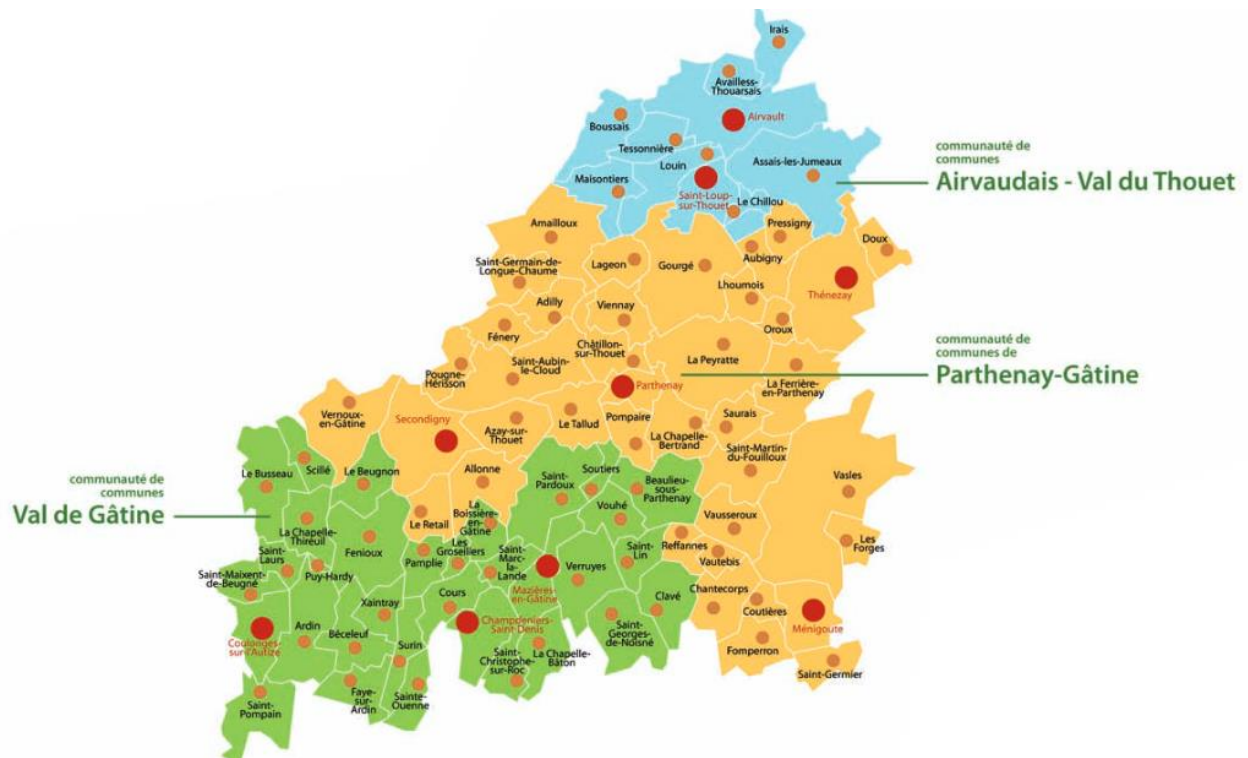 Irais
Availless-
Thouarsais
Airvault
Boussais
Tessonnière
Louin
Assais-les-Jumeaux
communauté de
communes
Airvaudais - Val du Thouet
Maisontiers
Saint-Loup-
sur-Thouet
Le Chillou
Amailloux
Pressigny
Doux
Aubigny
Saint-Germain-de-
Longue-Chaume
Lageon
Gourgé
Lhoumois
Thénezay
Adilly
Viennay
Oroux
Fénery
Châtillon-
sur-Thouet
La Peyratte
communauté de
communes de
Parthenay-Gâtine
Saint-Aubin-
le-Cloud
Pougne-
Hérisson
Parthenay
La Ferrière-
en-Parthenay
Vernoux-
en-Gâtine
Secondigny
Azay-sur-
Thouet
Le Tallud
Pompaire
Saurais
La Chapelle-
Bertrand
Saint-Martin-
du-Fouilloux
Le Busseau
Scillé
Le Beugnon
Allonne
Saint-
Pardoux
Soutiers
Beaulieu-
sous-
Parthenay
Vasles
communauté de
communes
Val de Gâtine
La Chapelle-
Thireuil
Le Retail
La
Boissière-
en-
Gâtine
Vouhé
Vausseroux
Les
Forges
Saint-
Laurs
Fenioux
Pamplie
Les
Groseilliers
Saint-
Marc-
la-
Lande
Saint-
Lin
Reffannes
Vautebis
Saint-Maixent-
de-Beugné
Puy-Hardy
Mazières-
en-Gâtine
Verruyes
Xaintray
Cours
Clavé
Chantecorps
Coutières
Ménigoute
Coulonges-
sur-l'Autize
Ardin
Béceleuf
Surin
Champdeniers-
Saint-Denis
Saint-
Georges-
de-Noisné
Fomperron
Saint-
Christophe-
sur-Roc
La Chapelle-
Bâton
Saint-Germier
Saint-
Pompain
Faye-
sur-
Ardin
Sainte-
Ouenne